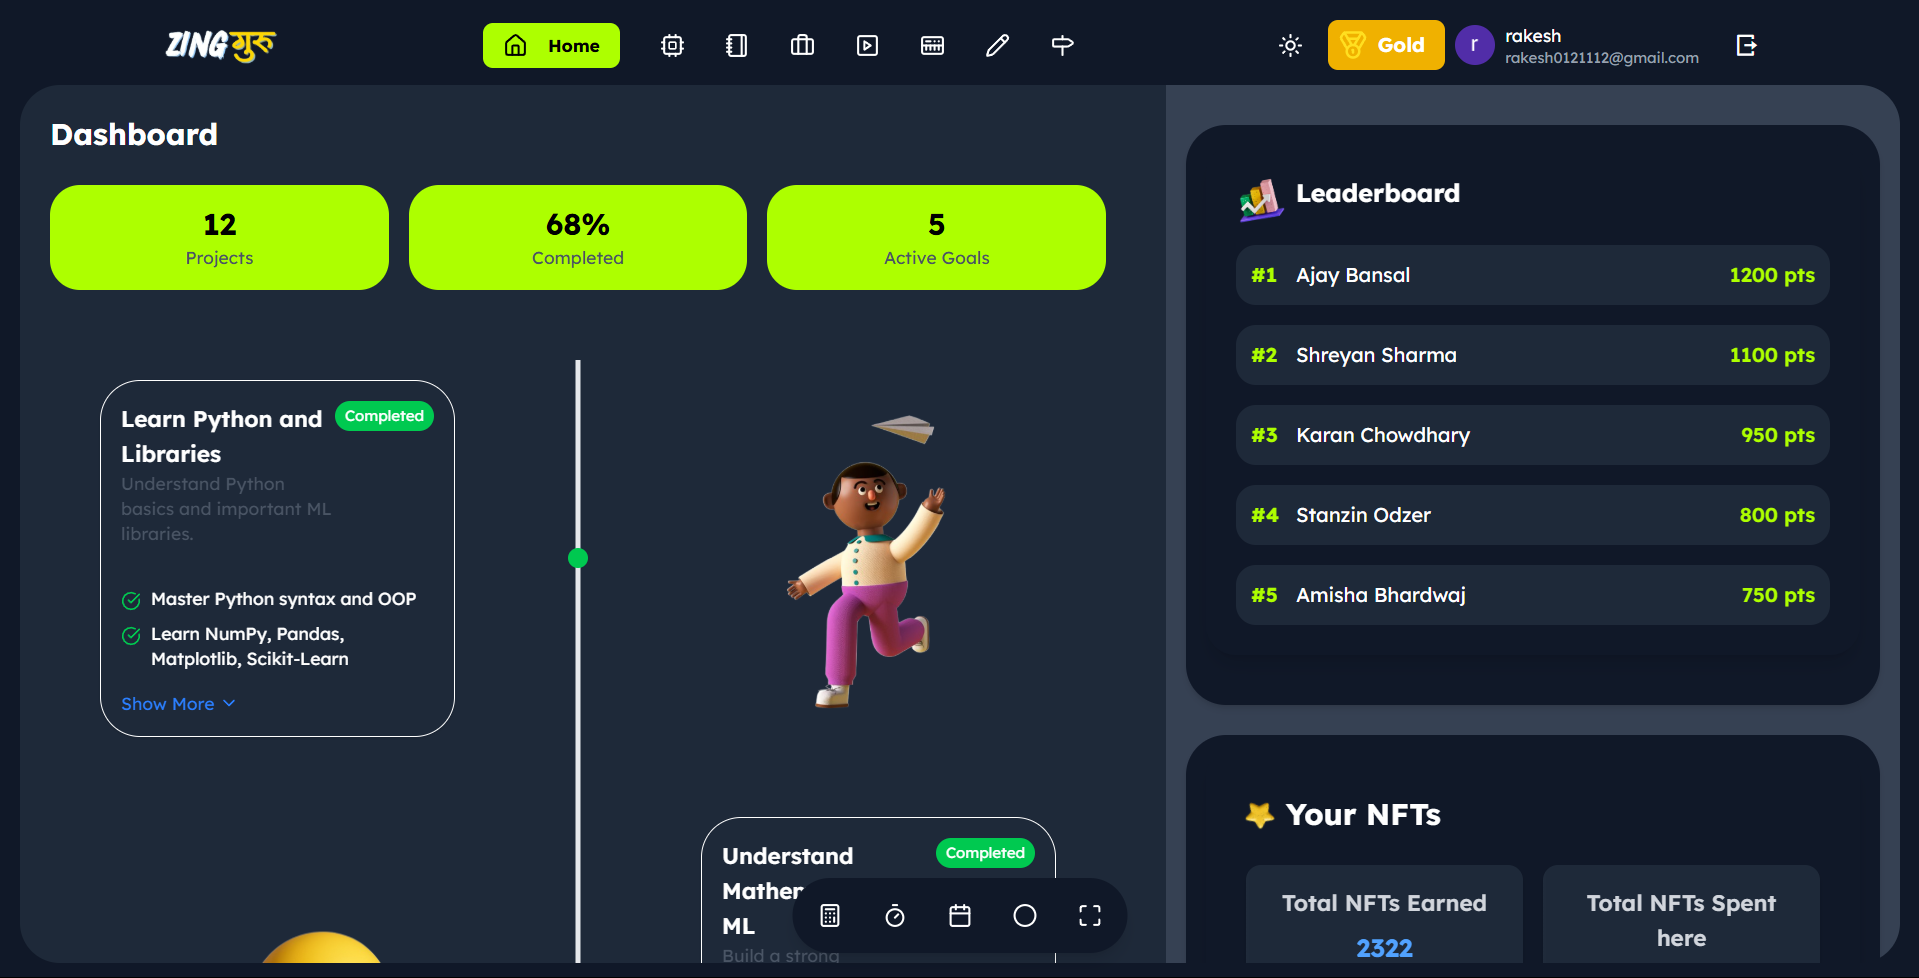 ZINGगुरु
Home
Gold
r
rakesh
rakesh0121112@gmail.com
Dashboard
12
Projects
68%
Completed
5
Active Goals
Learn Python and
Libraries
Completed
Understand Python
basics and important ML
libraries.
Master Python syntax and OOP
Learn NumPy, Pandas,
Matplotlib, Scikit-Learn
Show More
Understand
ML
Completed
Build a strong
Leaderboard
#1 Ajay Bansal 1200 pts
#2 Shreyan Sharma 1100 pts
#3 Karan Chowdhary 950 pts
#4 Stanzin Odzer 800 pts
#5 Amisha Bhardwaj 750 pts
Your NFTs
Total NFTs Earned
2322
Total NFTs Spent
here